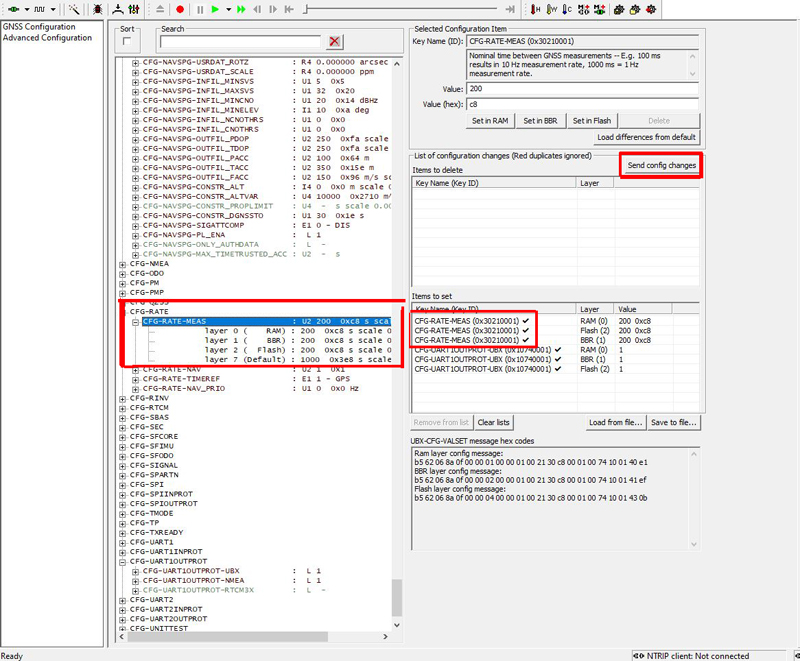 GNSS Configuration
Advanced Configuration
Sort
Search
CFG-NAVSPG-USRDAT_ROTZ : R4 0.000000 arcsec
CFG-NAVSPG-USRDAT_SCALE : R4 0.000000 ppm
CFG-NAVSPG-INFIL_MINSVS : U1 5 0x5
CFG-NAVSPG-INFIL_MAXSVS : U1 32 0x20
CFG-NAVSPG-INFIL_MINCNO : U1 20 0x14 dBHz
CFG-NAVSPG-INFIL_MINELEV : I1 10 0xa deg
CFG-NAVSPG-INFIL_NCNOTHRS : U1 0 0x0
CFG-NAVSPG-INFIL_CNOTHRS : U1 0 0x0
CFG-NAVSPG-OUTFIL_PDOP : U2 250 0xfa scale
CFG-NAVSPG-OUTFIL_TDOP : U2 250 0xfa scale
CFG-NAVSPG-OUTFIL_PACC : U2 100 0x64 m
CFG-NAVSPG-OUTFIL_TACC : U2 350 0x15e m
CFG-NAVSPG-OUTFIL_FACC : U2 150 0x96 m/s sc
CFG-NAVSPG-CONSTR_ALT : I4 0 0x0 m scale 0.
CFG-NAVSPG-CONSTR_ALTVAR : U4 10000 0x2710 m/
CFG-NAVSPG-CONSTR_PROPLIMIT : U4 - s scale 0.00
CFG-NAVSPG-CONSTR_DGNSSTO : U1 30 0x1e s
CFG-NAVSPG-SIGATTCOMP : E1 0 - DIS
CFG-NAVSPG-PL_ENA : L 1
CFG-NAVSPG-ONLY_AUTHDATA : L -
CFG-NAVSPG-MAX_TIMETRUSTED_ACC : U2 - s
CFG-NMEA
CFG-ODO
CFG-PM
CFG-PMP
CFG-QZSS
CFG-RATE
CFG-RATE-MEAS : U2 200 0xc8 s scal
layer 0 ( RAM) : 200 0xc8 s scale 0
layer 1 ( BBR) : 200 0xc8 s scale 0
layer 2 ( Flash) : 200 0xc8 s scale 0
layer 7 (Default) : 1000 0x3e8 s scale
CFG-RATE-NAV : U2 1 0x1
CFG-RATE-TIMEREF : E1 1 - GPS
CFG-RATE-NAV_PRIO : U1 0 0x0 Hz
CFG-RINV
CFG-RTCM
CFG-SBAS
CFG-SEC
CFG-SFCORE
CFG-SFIMU
CFG-SFODO
CFG-SIGNAL
CFG-SPARTN
CFG-SPI
CFG-SPIINPROT
CFG-SPIOUTPROT
CFG-TMODE
CFG-TP
CFG-TXREADY
CFG-UART1
CFG-UART1INPROT
CFG-UART1OUTPROT
CFG-UART1OUTPROT-UBX : L 1
CFG-UART1OUTPROT-NMEA : L 1
CFG-UART1OUTPROT-RTCM3X : L -
CFG-UART2
CFG-UART2INPROT
CFG-UART2OUTPROT
CFG-UNITTEST
Selected Configuration Item
Key Name (ID): CFG-RATE-MEAS (0x30210001)
Nominal time between GNSS measurements -- E.g. 100 ms
results in 10 Hz measurement rate, 1000 ms = 1 Hz
measurement rate.
Value: 200
Value (hex): c8
Set in RAM Set in BBR Set in Flash Delete
Load differences from default
List of configuration changes (Red duplicates ignored)
Send config changes
Items to delete
Key Name (Key ID) Layer
Items to set
Key Name (Key ID) Layer Value
CFG-RATE-MEAS (0x30210001) ✔ RAM (0) 200 0xc8
CFG-RATE-MEAS (0x30210001) ✔ Flash (2) 200 0xc8
CFG-RATE-MEAS (0x30210001) ✔ BBR (1) 200 0xc8
CFG-UART1OUTPROT-UBX (0x10740001) ✔ RAM (0) 1
CFG-UART1OUTPROT-UBX (0x10740001) ✔ BBR (1) 1
CFG-UART1OUTPROT-UBX (0x10740001) ✔ Flash (2) 1
Remove from list Clear lists Load from file... Save to file...
UBX-CFG-VALSET message hex codes
Ram layer config message:
b5 62 06 8a 0f 00 00 01 00 00 01 00 21 30 c8 00 01 00 74 10 01 40 e1
BBR layer config message:
b5 62 06 8a 0f 00 00 02 00 00 01 00 21 30 c8 00 01 00 74 10 01 41 ef
Flash layer config message:
b5 62 06 8a 0f 00 00 04 00 00 01 00 21 30 c8 00 01 00 74 10 01 43 0b
Ready
NTRIP client: Not connected